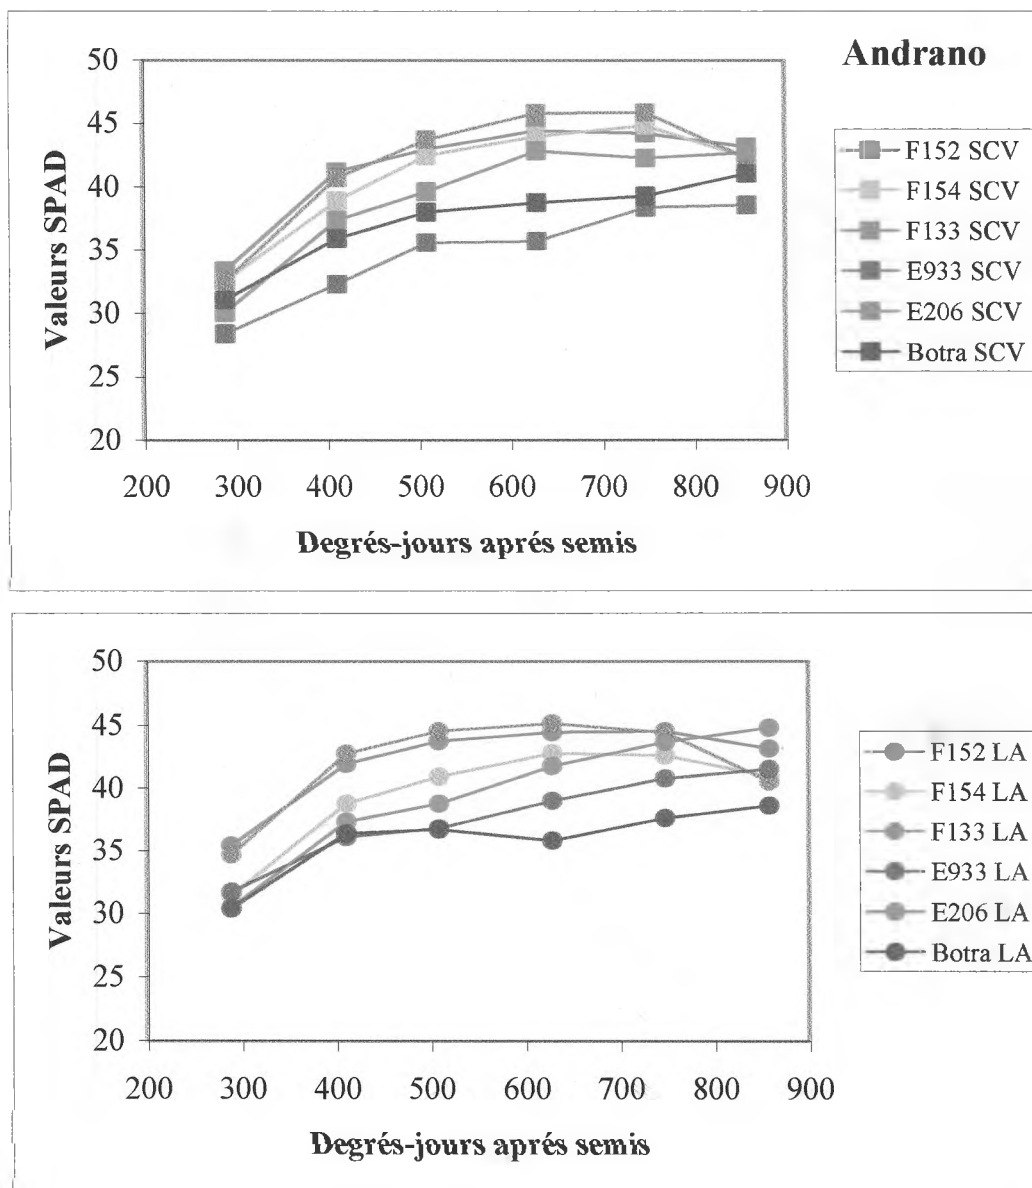 Andrano
50
45
40
35
30
25
20
Valeurs SPAD
200 300 400 500 600 700 800 900
Degrés-jours aprés semis
F152 SCV
F154 SCV
F133 SCV
E933 SCV
E206 SCV
Botra SCV
50
45
40
35
30
25
20
Valeurs SPAD
200 300 400 500 600 700 800 900
Degrés-jours aprés semis
F152 LA
F154 LA
F133 LA
E933 LA
E206 LA
Botra LA